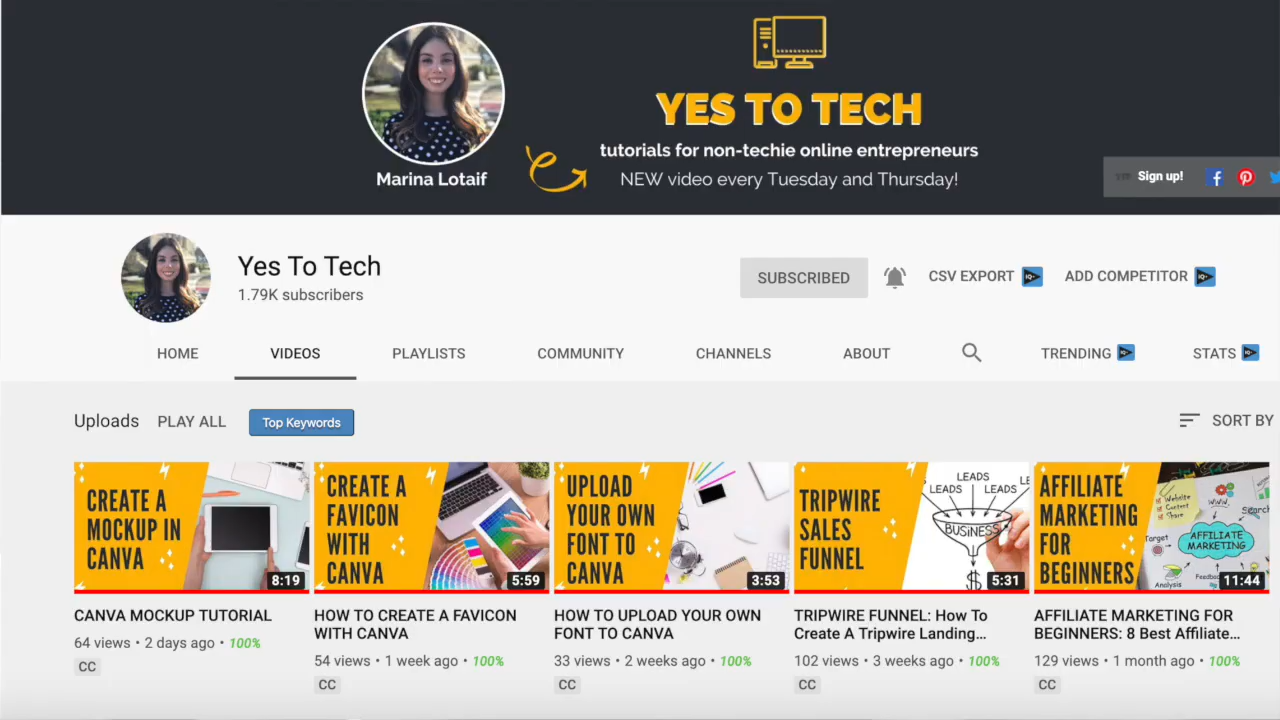 YES TO TECH
tutorials for non-techie online entrepreneurs
NEW video every Tuesday and Thursday!
Marina Lotaif
Sign up!
Yes To Tech
1.79K subscribers
SUBSCRIBED
CSV EXPORT
ADD COMPETITOR
HOME
VIDEOS
PLAYLISTS
COMMUNITY
CHANNELS
ABOUT
TRENDING
STATS
Uploads
PLAY ALL
Top Keywords
SORT BY
CREATE A
MOCKUP IN
CANVA
8:19
CANVA MOCKUP TUTORIAL
64 views • 2 days ago • 100%
CC
CREATE A
FAVICON
WITH
CANVA
5:59
HOW TO CREATE A FAVICON
WITH CANVA
54 views • 1 week ago • 100%
CC
UPLOAD
YOUR OWN
FONT TO
CANVA
3:53
HOW TO UPLOAD YOUR OWN
FONT TO CANVA
33 views • 2 weeks ago • 100%
CC
TRIPWIRE
SALES
FUNNEL
LEADS
LEADS
LEADS
BUSINESS
$
5:31
TRIPWIRE FUNNEL: How To
Create A Tripwire Landing...
102 views • 3 weeks ago • 100%
CC
AFFILIATE
MARKETING
FOR
BEGINNERS
Website
Content
Share
WWW.
Search
Target
AFFILIATE
MARKETING
Analysis
11:44
AFFILIATE MARKETING FOR
BEGINNERS: 8 Best Affiliate...
129 views • 1 month ago • 100%
CC